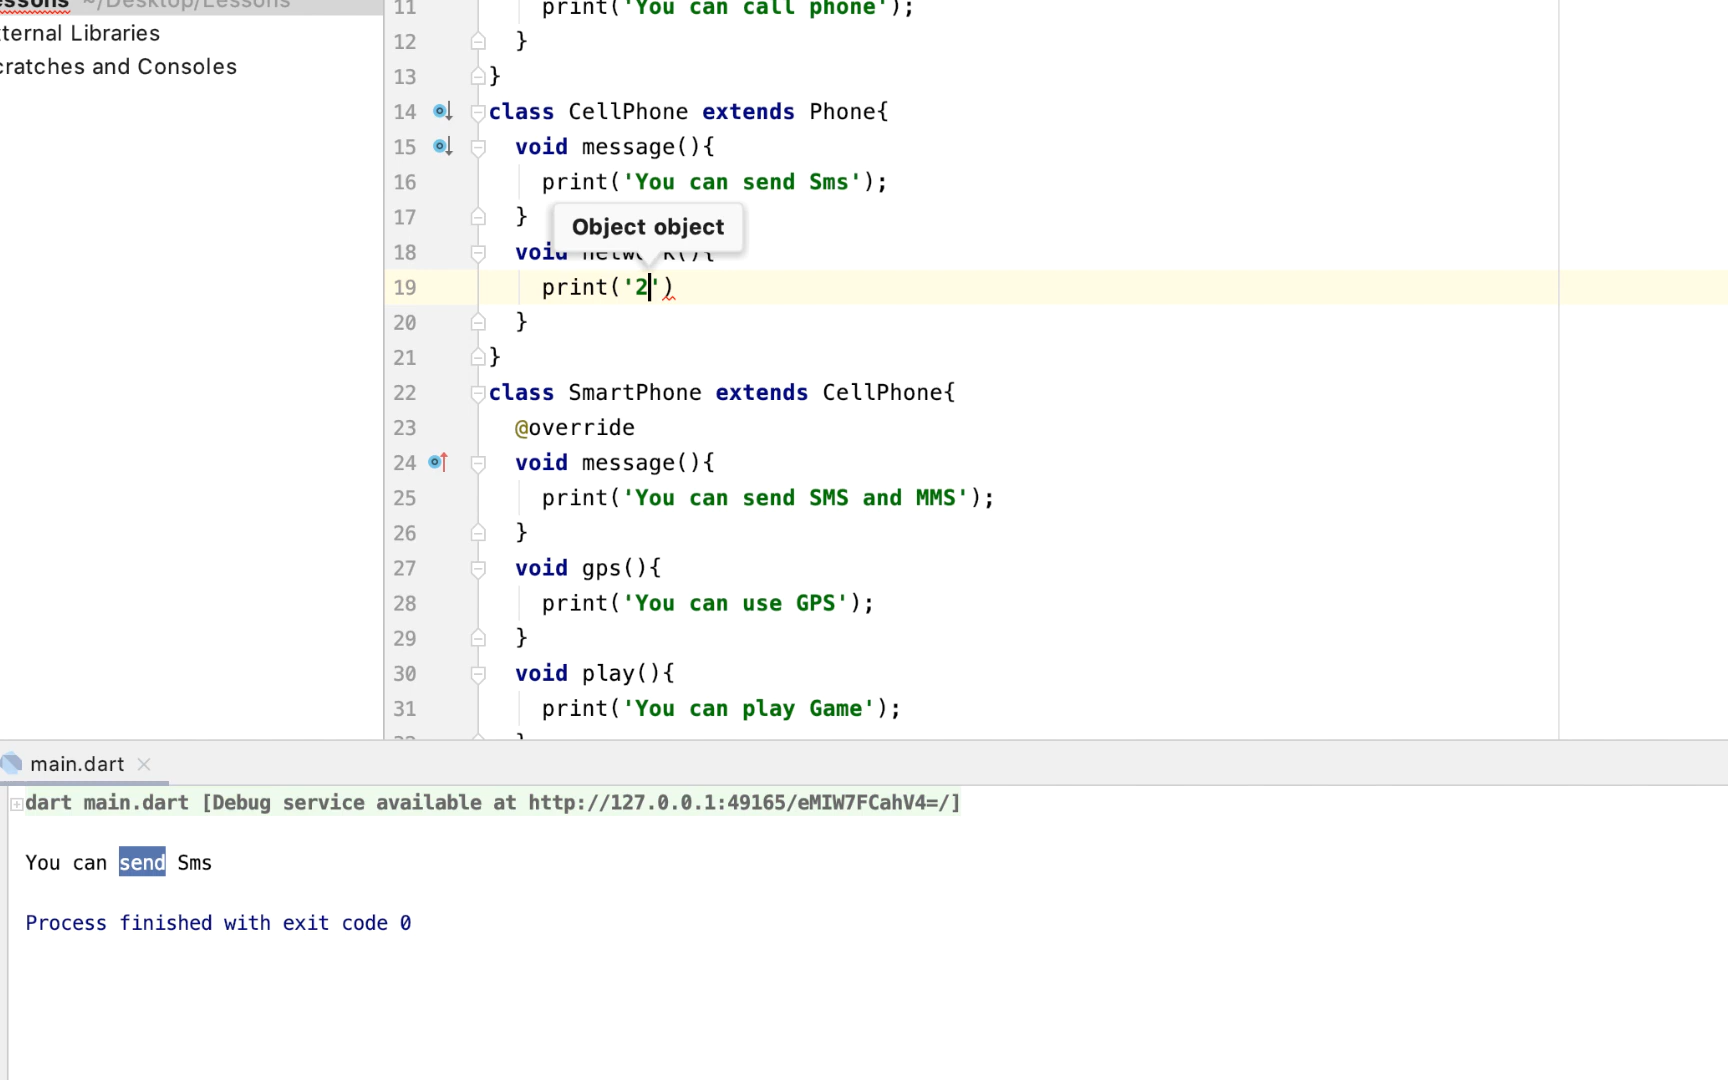 ~/Desktop/Lessons
ternal Libraries
cratches and Consoles
11 print('You can call phone');
12 }
13 }
14 class CellPhone extends Phone{
15 void message(){
16 print('You can send Sms');
17 }
Object object
18 void network(){
19 print('2')
20 }
21 }
22 class SmartPhone extends CellPhone{
23 @override
24 void message(){
25 print('You can send SMS and MMS');
26 }
27 void gps(){
28 print('You can use GPS');
29 }
30 void play(){
31 print('You can play Game');
}
main.dart
dart main.dart [Debug service available at http://127.0.0.1:49165/eMIW7FCahV4=/]
You can send Sms
Process finished with exit code 0